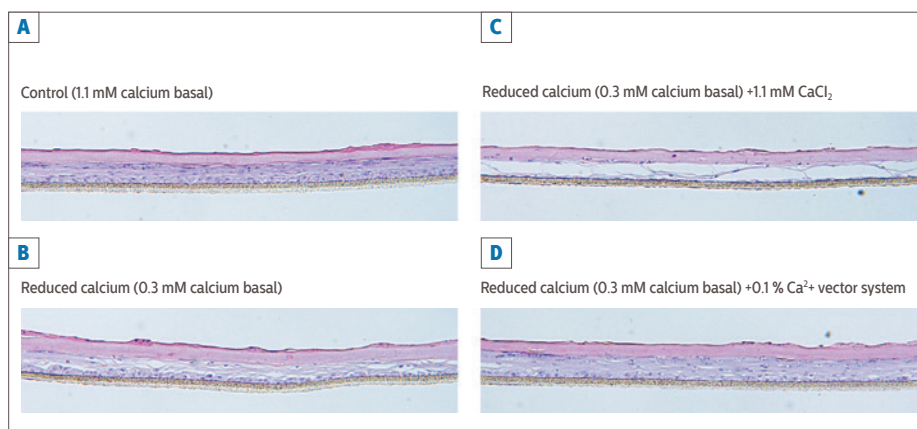 A
Control (1.1 mM calcium basal)
B
Reduced calcium (0.3 mM calcium basal)
C
Reduced calcium (0.3 mM calcium basal) +1.1 mM CaCl₂
D
Reduced calcium (0.3 mM calcium basal) +0.1 % Ca²+ vector system